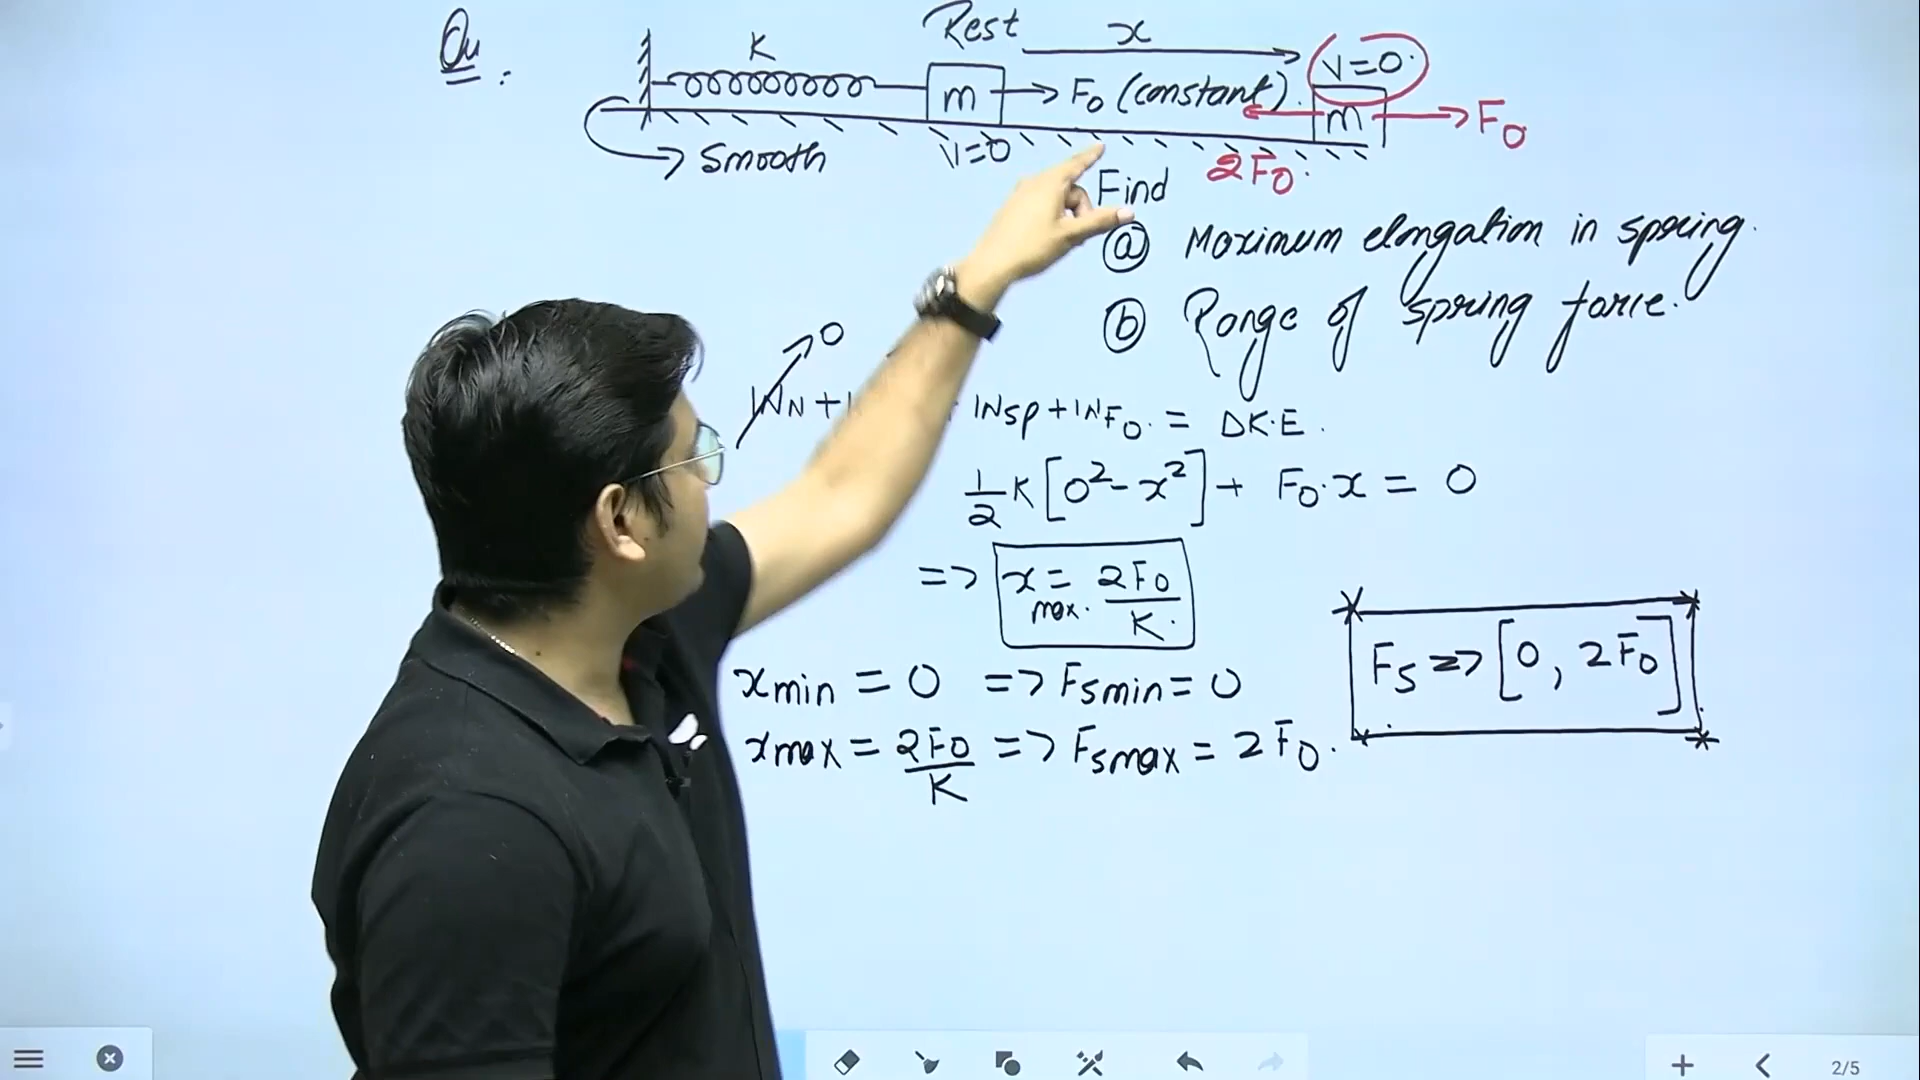 Qu:
K Rest x
m → F₀ (constant). v=0.
m → F₀
Smooth v=0 2F₀.
Find
ⓐ Maximum elongation in spring.
ⓑ Range of spring force.
→0
WN + WSP + WF₀. = ΔK.E.
1/2 K [0² - x²] + F₀.x = 0
=> x max. = 2F₀/K.
xmin = 0 => Fsmin = 0
xmax = 2F₀/K => Fsmax = 2F₀.
Fs => [0, 2F₀]
2/5